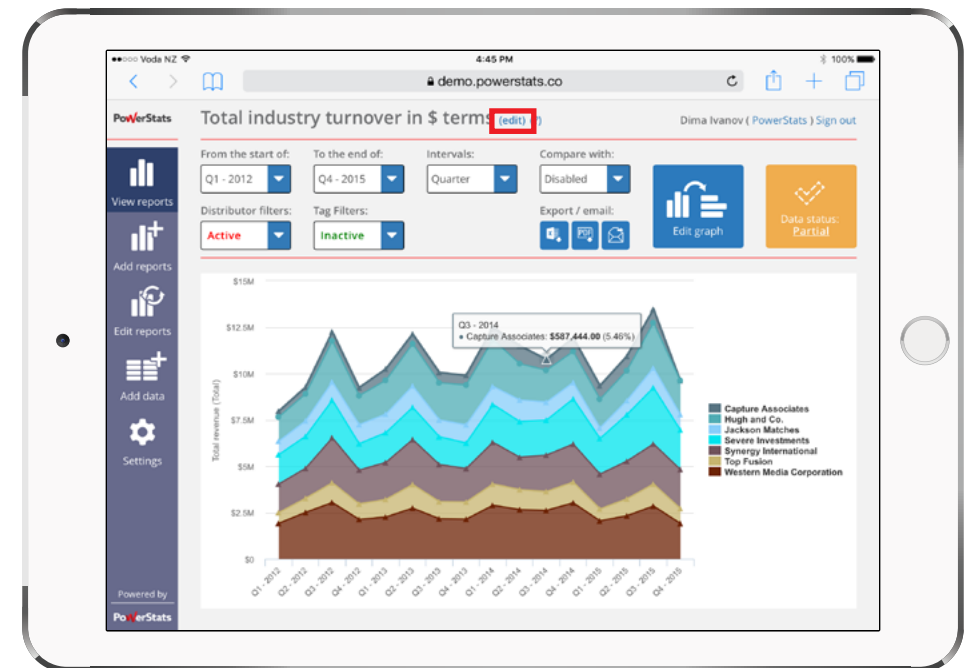 Voda NZ
4:45 PM
100%
demo.powerstats.co
PowerStats
Total industry turnover in $ terms (edit)
Dima Ivanov ( PowerStats ) Sign out
From the start of:
To the end of:
Intervals:
Compare with:
Q1 - 2012
Q4 - 2015
Quarter
Disabled
Distributor filters:
Tag Filters:
Export / email:
Active
Inactive
PDF
Edit graph
Data status:
Partial
View reports
Add reports
Edit reports
Add data
Settings
Powered by
PowerStats
$15M
$12.5M
$10M
$7.5M
$5M
$2.5M
$0
Total revenue (Total)
Q3 - 2014
Capture Associates: $587,444.00 (5.46%)
Capture Associates
Hugh and Co.
Jackson Matches
Severe Investments
Synergy International
Top Fusion
Western Media Corporation
Q1 - 2012
Q2 - 2012
Q3 - 2012
Q4 - 2012
Q1 - 2013
Q2 - 2013
Q3 - 2013
Q4 - 2013
Q1 - 2014
Q2 - 2014
Q3 - 2014
Q4 - 2014
Q1 - 2015
Q2 - 2015
Q3 - 2015
Q4 - 2015